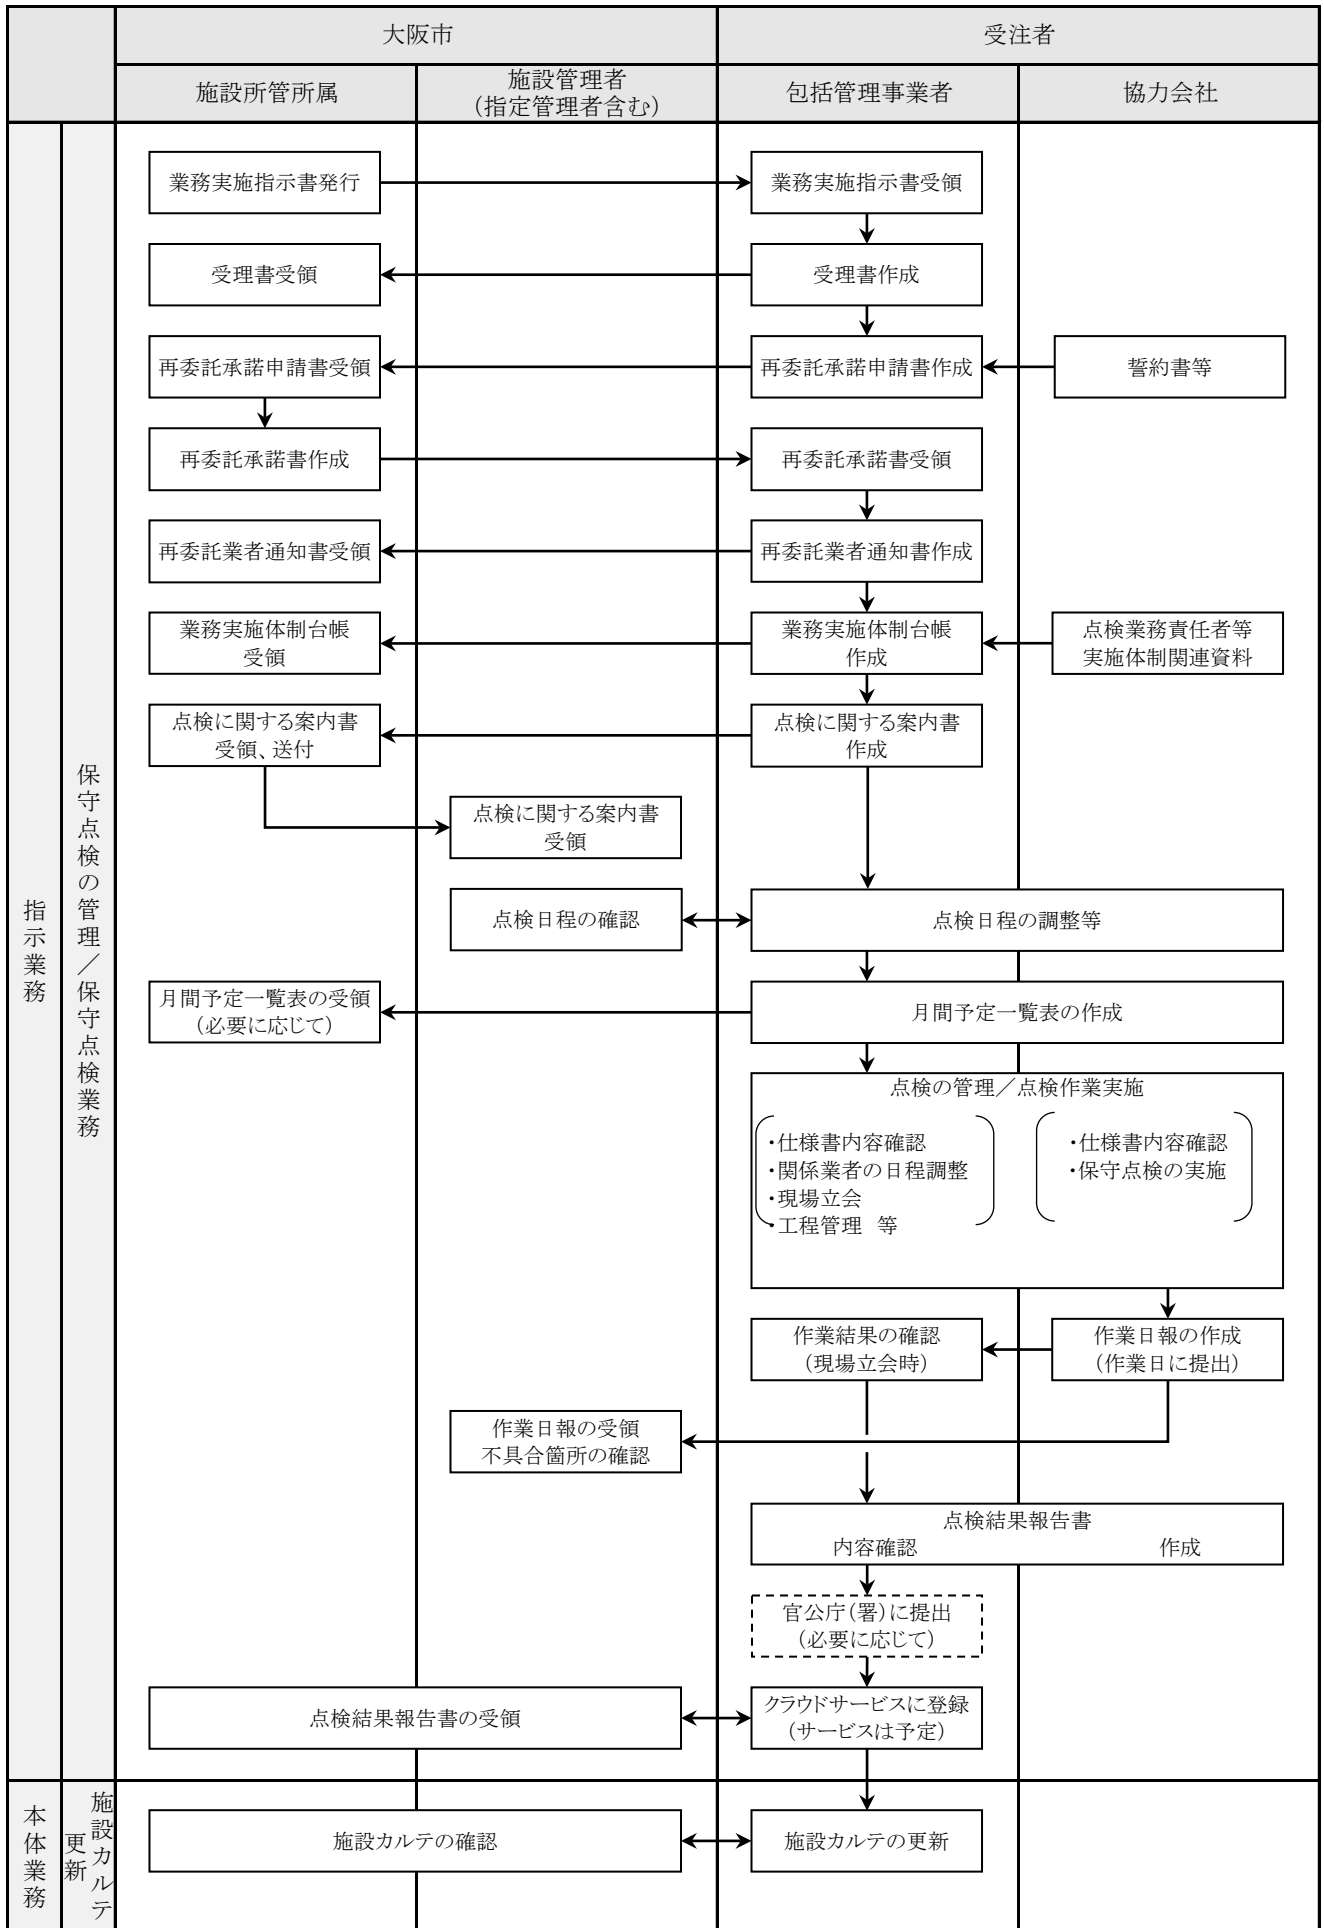 大阪市
受注者
施設所管所属
施設管理者
（指定管理者含む）
包括管理事業者
協力会社
指示業務
保守点検の管理／保守点検業務
業務実施指示書発行
業務実施指示書受領
受理書受領
受理書作成
再委託承諾申請書受領
再委託承諾申請書作成
誓約書等
再委託承諾書作成
再委託承諾書受領
再委託業者通知書受領
再委託業者通知書作成
業務実施体制台帳
受領
業務実施体制台帳
作成
点検業務責任者等
実施体制関連資料
点検に関する案内書
受領、送付
点検に関する案内書
作成
点検に関する案内書
受領
点検日程の確認
点検日程の調整等
月間予定一覧表の受領
（必要に応じて）
月間予定一覧表の作成
点検の管理／点検作業実施
・仕様書内容確認
・関係業者の日程調整
・現場立会
・工程管理　等
・仕様書内容確認
・保守点検の実施
作業結果の確認
（現場立会時）
作業日報の作成
（作業日に提出）
作業日報の受領
不具合箇所の確認
点検結果報告書
内容確認　作成
官公庁（署）に提出
（必要に応じて）
点検結果報告書の受領
クラウドサービスに登録
（サービスは予定）
本体業務
施設カルテ
更新
施設カルテの確認
施設カルテの更新